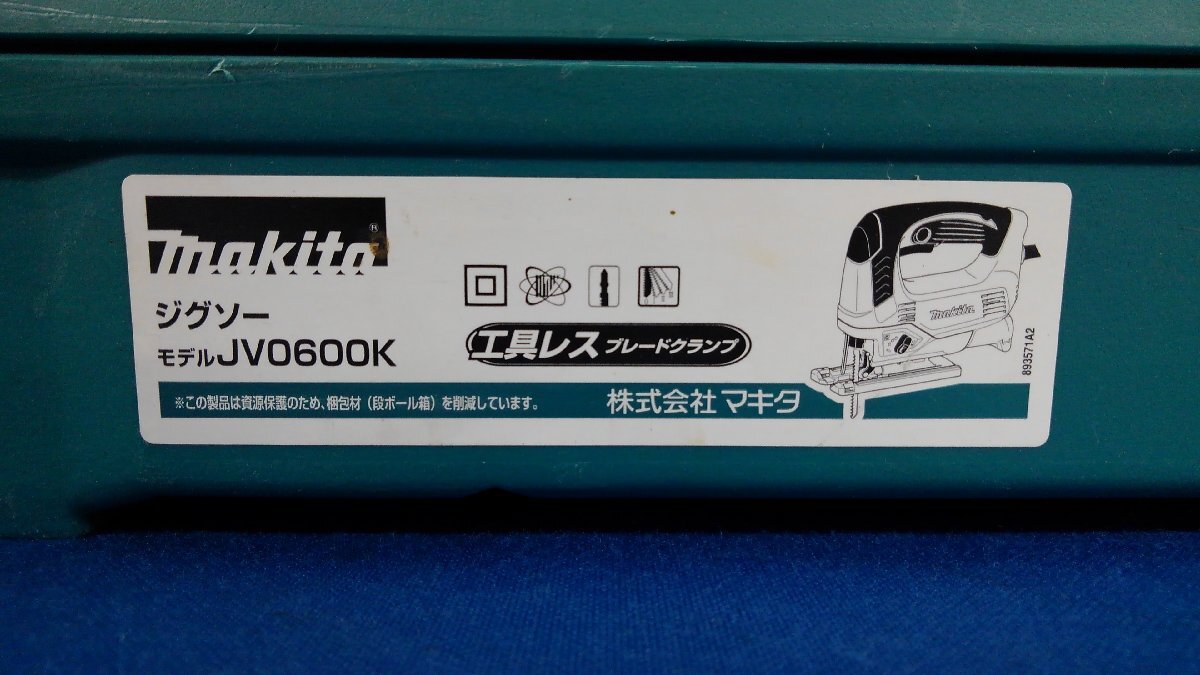 makita®
ジグソー
モデルJV0600K
工具レス ブレードクランプ
※この製品は資源保護のため、梱包材（段ボール箱）を削減しています。
株式会社 マキタ
makita
893571A2